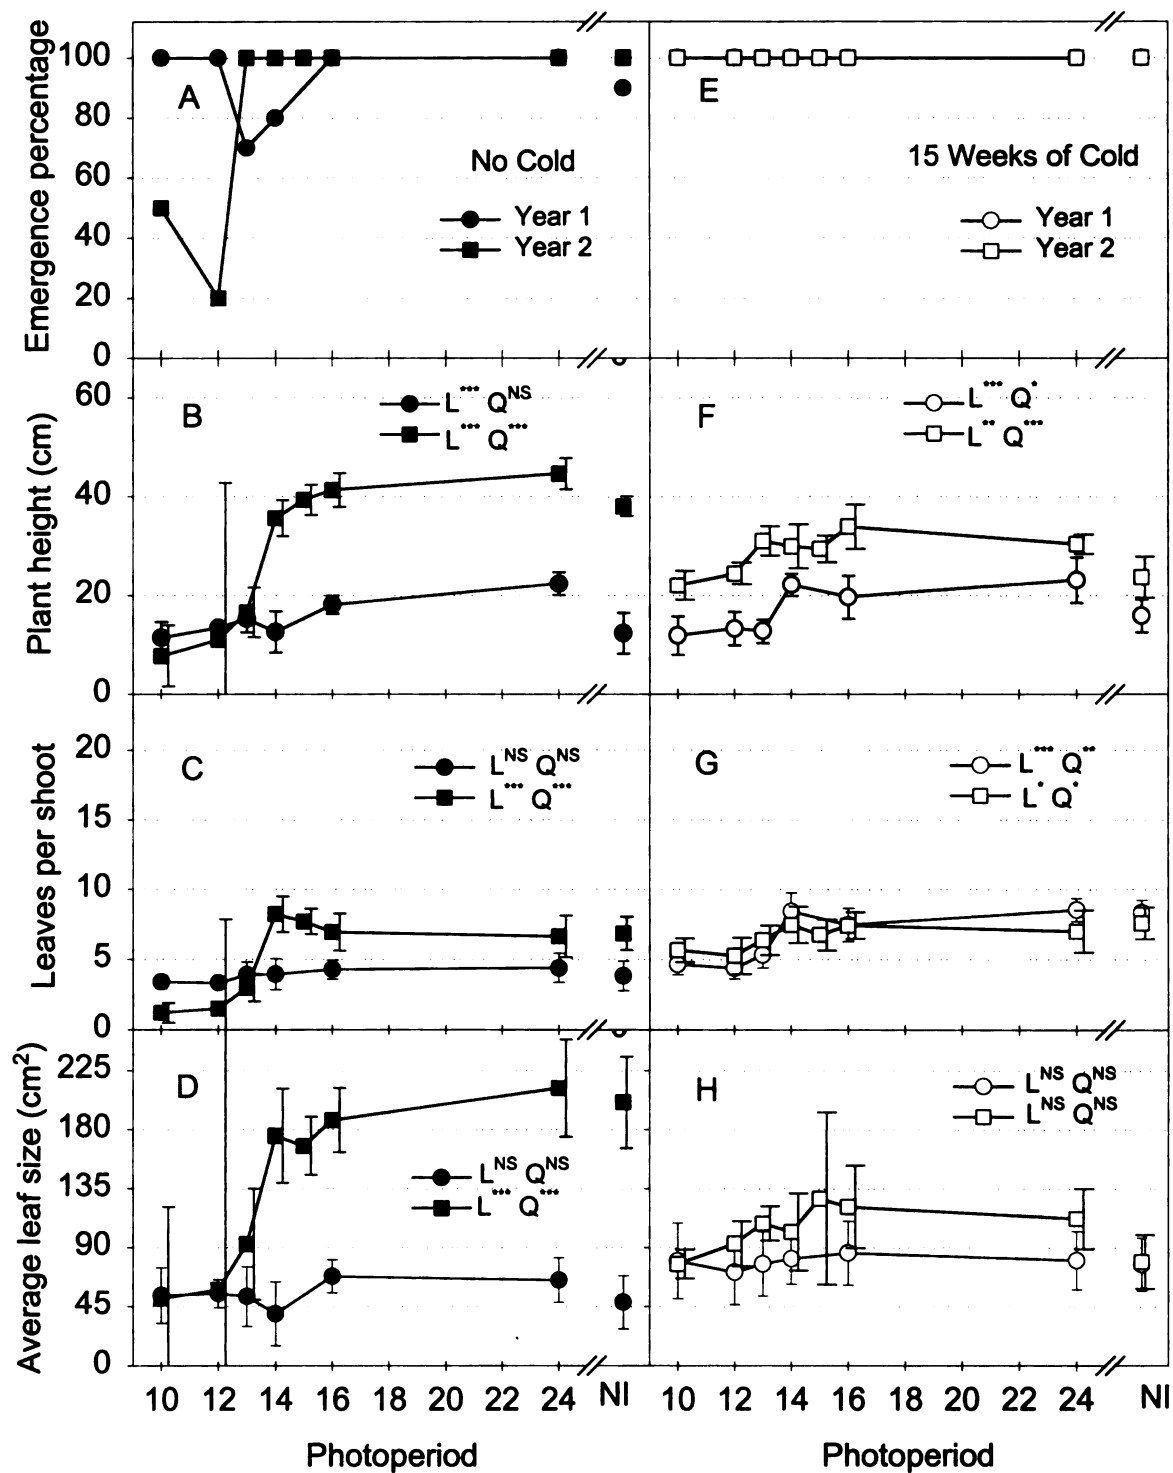 Emergence percentage
100
80
60
40
20
0
A
No Cold
Year 1
Year 2
E
15 Weeks of Cold
Year 1
Year 2
Plant height (cm)
60
40
20
0
B
L*** Q^NS
L*** Q***
F
L*** Q*
L** Q***
Leaves per shoot
20
15
10
5
0
C
L^NS Q^NS
L*** Q***
G
L*** Q**
L* Q*
Average leaf size (cm²)
225
180
135
90
45
0
D
L^NS Q^NS
L*** Q***
H
L^NS Q^NS
L^NS Q^NS
10 12 14 16 18 20 22 24 NI 10 12 14 16 18 20 22 24 NI
Photoperiod Photoperiod